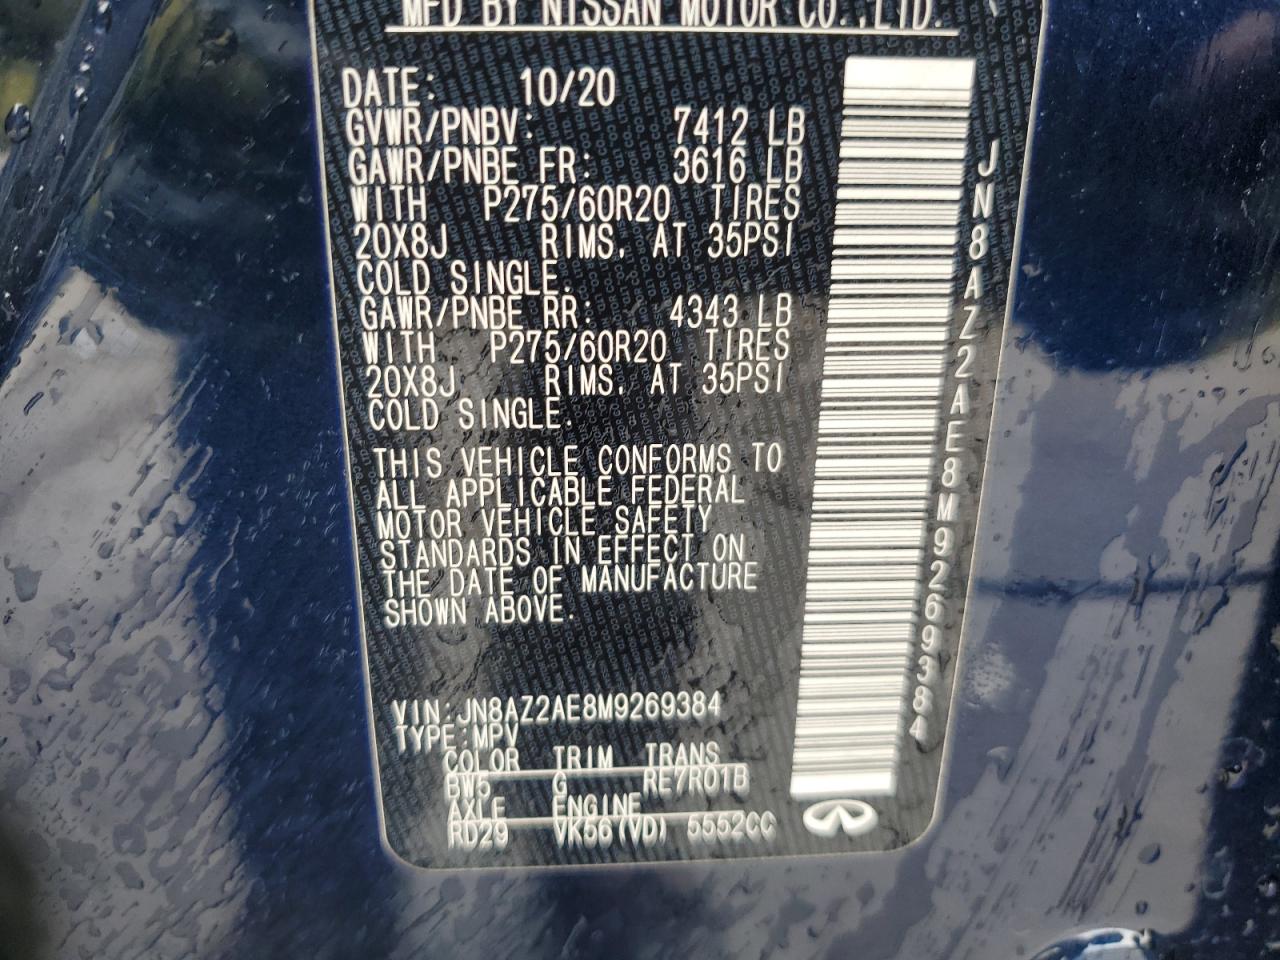 MFD BY NISSAN MOTOR CO.,LTD.
DATE: 10/20
GVWR/PNBV: 7412 LB
GAWR/PNBE FR: 3616 LB
WITH P275/60R20 TIRES
20X8J RIMS. AT 35PSI
COLD SINGLE.
GAWR/PNBE RR: 4343 LB
WITH P275/60R20 TIRES
20X8J RIMS. AT 35PSI
COLD SINGLE.
THIS VEHICLE CONFORMS TO
ALL APPLICABLE FEDERAL
MOTOR VEHICLE SAFETY
STANDARDS IN EFFECT ON
THE DATE OF MANUFACTURE
SHOWN ABOVE.
VIN:JN8AZ2AE8M9269384
TYPE:MPV
COLOR TRIM TRANS
BW5 G RE7R01B
AXLE ENGINE
RD29 VK56(VD) 5552CC
JN8AZ2AE8M9269384